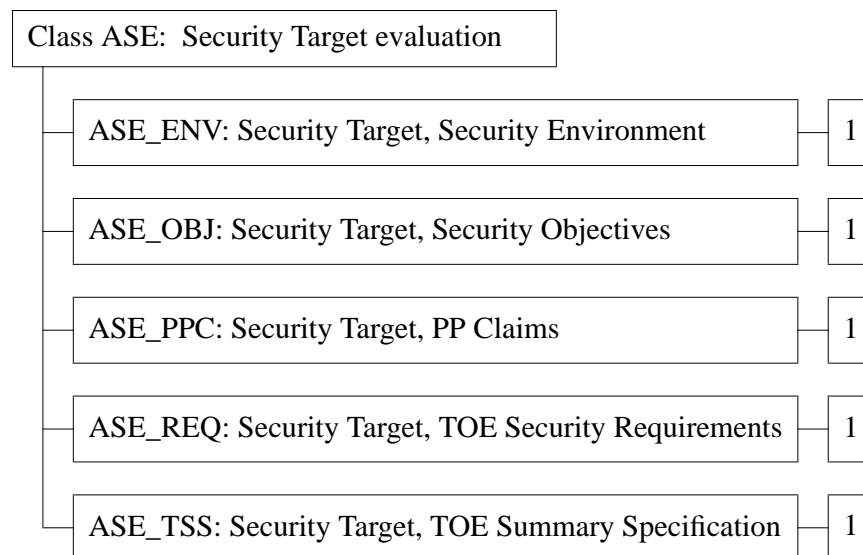 Class ASE:  Security Target evaluation
ASE_ENV: Security Target, Security Environment 1
ASE_OBJ: Security Target, Security Objectives 1
ASE_PPC: Security Target, PP Claims 1
ASE_REQ: Security Target, TOE Security Requirements 1
ASE_TSS: Security Target, TOE Summary Specification 1